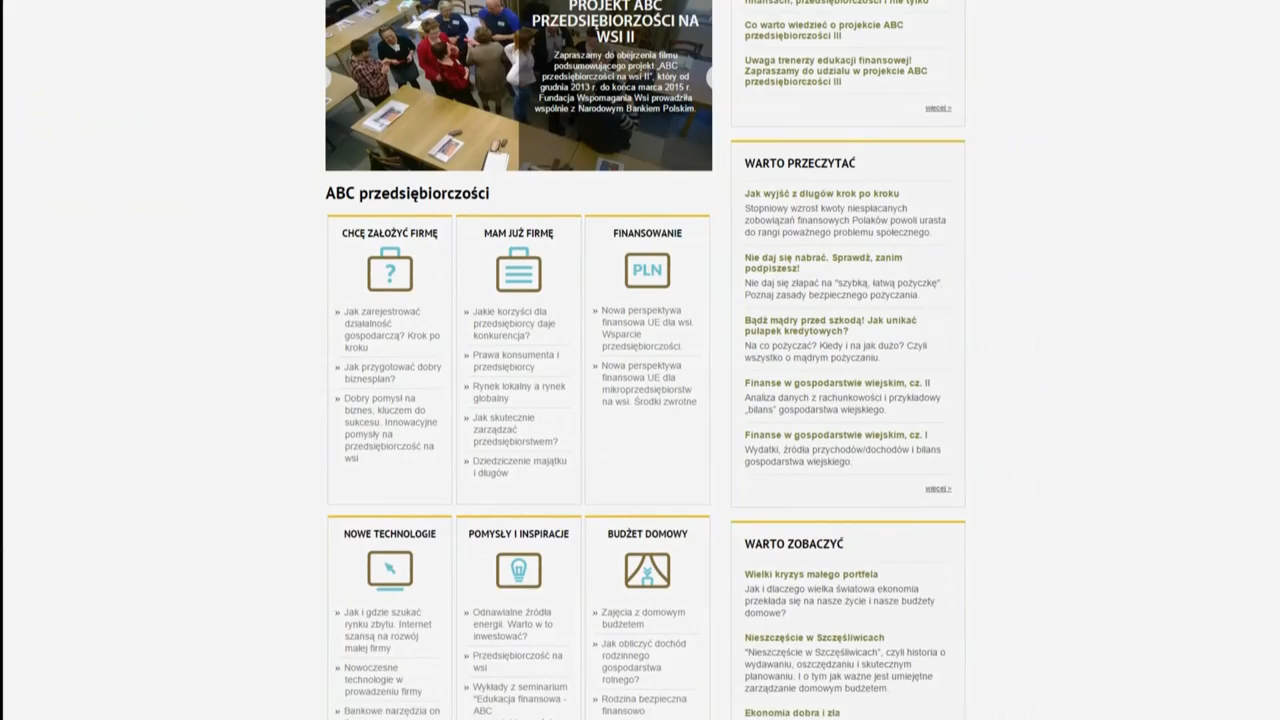 PROJEKT ABC
PRZEDSIĘBIORZOŚCI NA
WSI II
Zapraszamy do obejrzenia filmu
podsumowującego projekt „ABC
przedsiębiorczości na wsi II”, który od
grudnia 2013 r. do końca marca 2015 r.
Fundacja Wspomagania Wsi prowadziła
wspólnie z Narodowym Bankiem Polskim.
ABC przedsiębiorczości
CHCĘ ZAŁOŻYĆ FIRMĘ
?
» Jak zarejestrować
działalność
gospodarczą? Krok po
kroku
» Jak przygotować dobry
biznesplan?
» Dobry pomysł na
biznes, kluczem do
sukcesu. Innowacyjne
pomysły na
przedsiębiorczość na
wsi
MAM JUŻ FIRMĘ
» Jakie korzyści dla
przedsiębiorcy daje
konkurencja?
» Prawa konsumenta i
przedsiębiorcy
» Rynek lokalny a rynek
globalny
» Jak skutecznie
zarządzać
przedsiębiorstwem?
» Dziedziczenie majątku
i długów
FINANSOWANIE
PLN
» Nowa perspektywa
finansowa UE dla wsi.
Wsparcie
przedsiębiorczości
» Nowa perspektywa
finansowa UE dla
mikroprzedsiębiorstw
na wsi. Środki zwrotne
NOWE TECHNOLOGIE
» Jak i gdzie szukać
rynku zbytu. Internet
szansą na rozwój
małej firmy
» Nowoczesne
technologie w
prowadzeniu firmy
» Bankowe narzędzia on
POMYSŁY I INSPIRACJE
» Odnawialne źródła
energii. Warto w to
inwestować?
» Przedsiębiorczość na
wsi
» Wykłady z seminarium
"Edukacja finansowa -
ABC
BUDŻET DOMOWY
» Zajęcia z domowym
budżetem
» Jak obliczyć dochód
rodzinnego
gospodarstwa
rolnego?
» Rodzina bezpieczna
finansowo
finansach, przedsiębiorczości i nie tylko
Co warto wiedzieć o projekcie ABC
przedsiębiorczości III
Uwaga trenerzy edukacji finansowej!
Zapraszamy do udziału w projekcie ABC
przedsiębiorczości III
więcej >
WARTO PRZECZYTAĆ
Jak wyjść z długów krok po kroku
Stopniowy wzrost kwoty niespłacanych
zobowiązań finansowych Polaków powoli urasta
do rangi poważnego problemu społecznego.
Nie daj się nabrać. Sprawdź, zanim
podpiszesz!
Nie daj się złapać na "szybką, łatwą pożyczkę"
Poznaj zasady bezpiecznego pożyczania.
Bądź mądry przed szkodą! Jak unikać
pułapek kredytowych?
Na co pożyczać? Kiedy i na jak dużo? Czyli
wszystko o mądrym pożyczaniu.
Finanse w gospodarstwie wiejskim, cz. II
Analiza danych z rachunkowości i przykładowy
„bilans” gospodarstwa wiejskiego.
Finanse w gospodarstwie wiejskim, cz. I
Wydatki, źródła przychodów/dochodów i bilans
gospodarstwa wiejskiego.
więcej >
WARTO ZOBACZYĆ
Wielki kryzys małego portfela
Jak i dlaczego wielka światowa ekonomia
przekłada się na nasze życie i nasze budżety
domowe?
Nieszczęście w Szczęśliwicach
"Nieszczęście w Szczęśliwicach", czyli historia o
wydawaniu, oszczędzaniu i skutecznym
planowaniu. I o tym jak ważne jest umiejętne
zarządzanie domowym budżetem.
Ekonomia dobra i zła